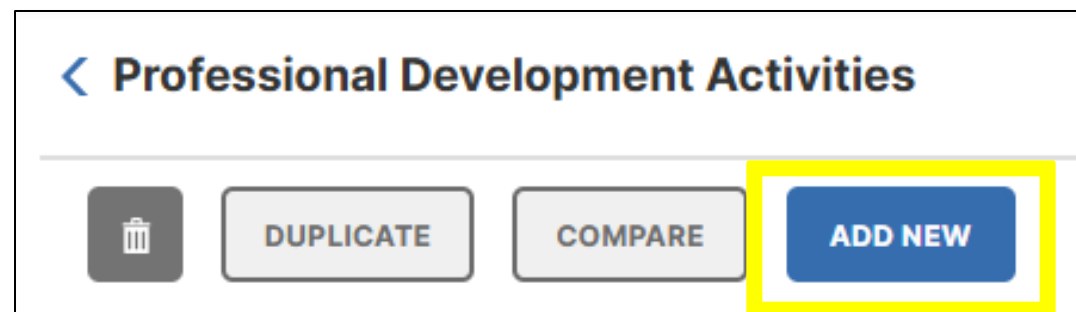 Professional Development Activities
DUPLICATE COMPARE ADD NEW